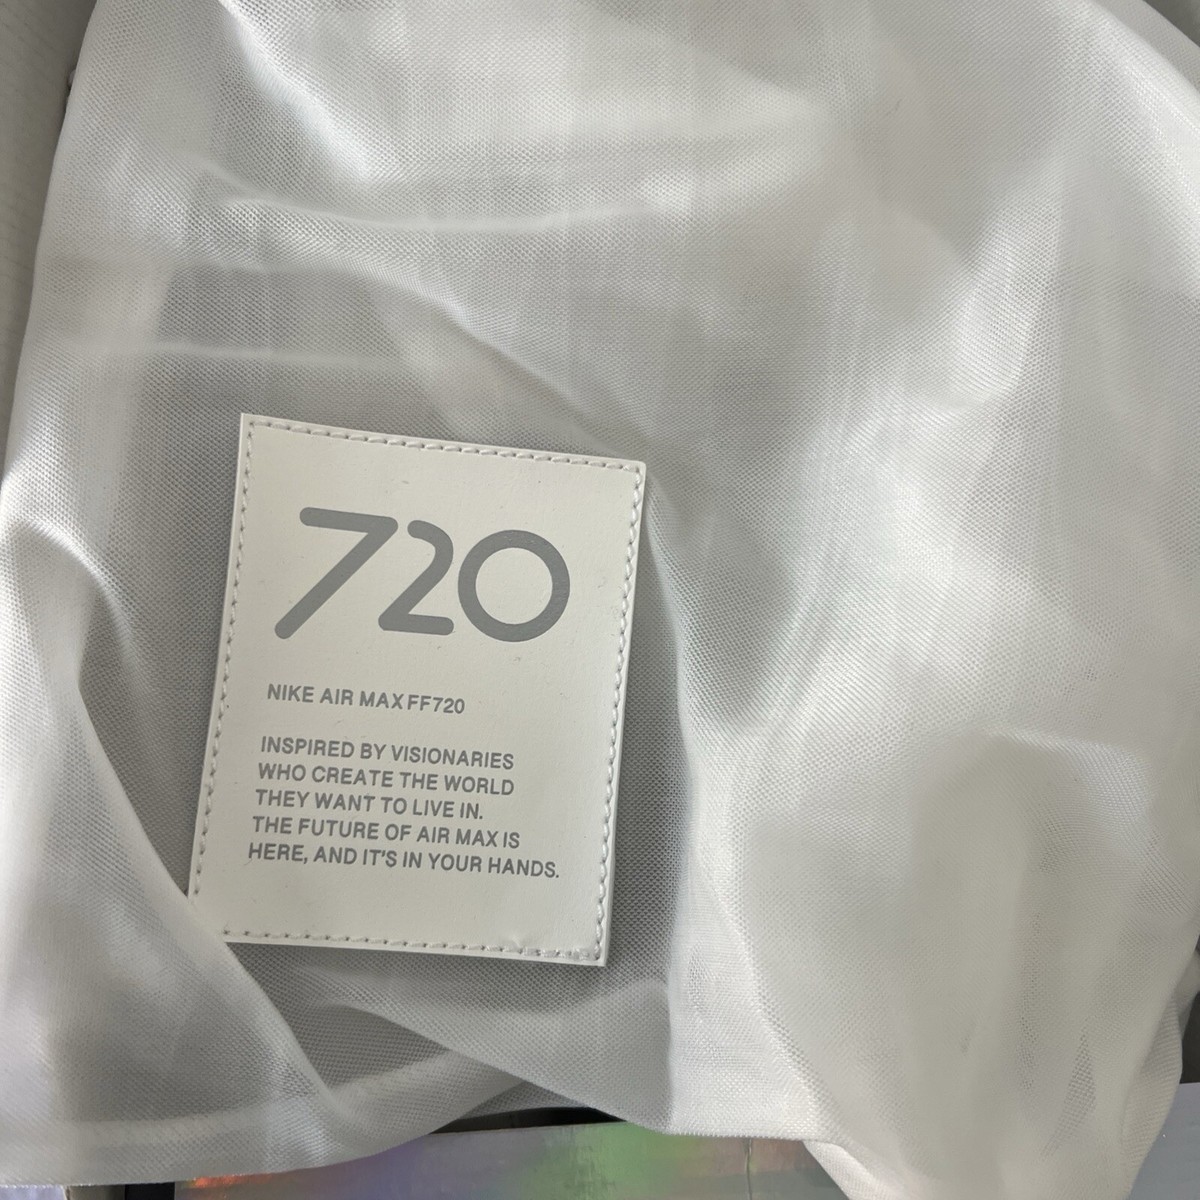 720
NIKE AIR MAX FF720
INSPIRED BY VISIONARIES
WHO CREATE THE WORLD
THEY WANT TO LIVE IN.
THE FUTURE OF AIR MAX IS
HERE, AND IT'S IN YOUR HANDS.